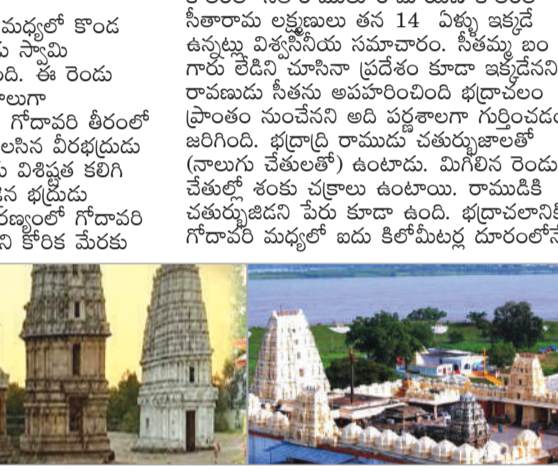 మధ్యలో కొండ
స్వామి
ంది. ఈ రెండు
ాలుగా
గోదావరి తీరంలో
లసిన వీరభద్రుడు
విశిష్టత కలిగి
డిన భద్రుడు
రణ్యంలో గోదావరి
ని కోరిక మేరకు
సీతారామ లక్ష్మణులు తన 14 ఏళ్ళు ఇక్కడే
ఉన్నట్లు విశ్వసినీయ సమాచారం. సీతమ్మ బం
గారు లేడిని చూసినా ప్రదేశం కూడా ఇక్కడేనని
రావణుడు సీతను అపహరించింది భద్రాచలం
ప్రాంతం నుంచేనని అది పర్ణశాలగా గుర్తించడం
జరిగింది. భద్రాద్రి రాముడు చతుర్భుజాలతో
(నాలుగు చేతులతో) ఉంటాడు. మిగిలిన రెండు
చేతుల్లో శంకు చక్రాలు ఉంటాయి. రాముడికి
చతుర్భుజిడని పేరు కూడా ఉంది. భద్రాచలానికి
గోదావరి మధ్యలో ఐదు కిలోమీటర్ల దూరంలోనే